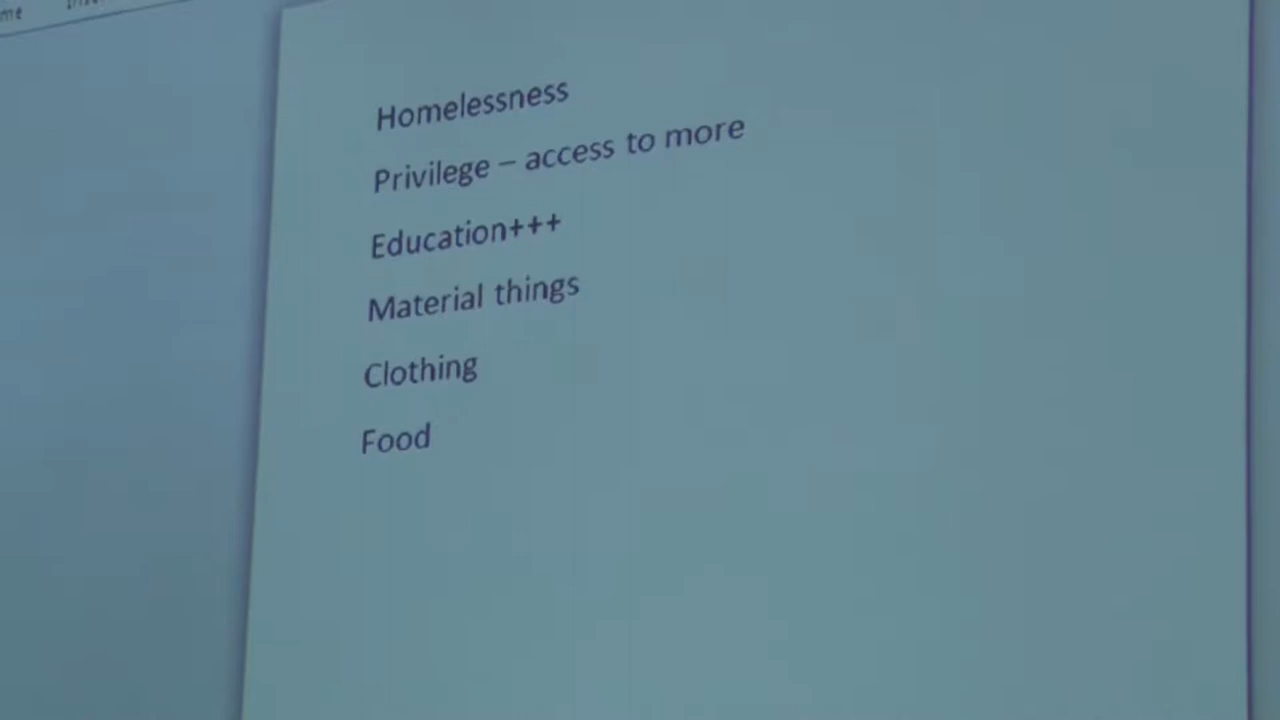 Homelessness
Privilege – access to more
Education+++
Material things
Clothing
Food